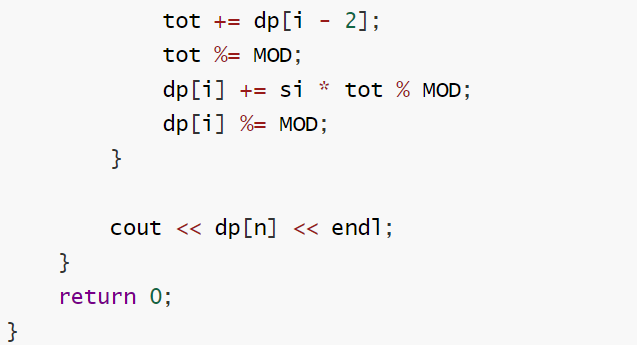 tot += dp[i - 2];
tot %= MOD;
dp[i] += si * tot % MOD;
dp[i] %= MOD;
}
cout << dp[n] << endl;
}
return 0;
}